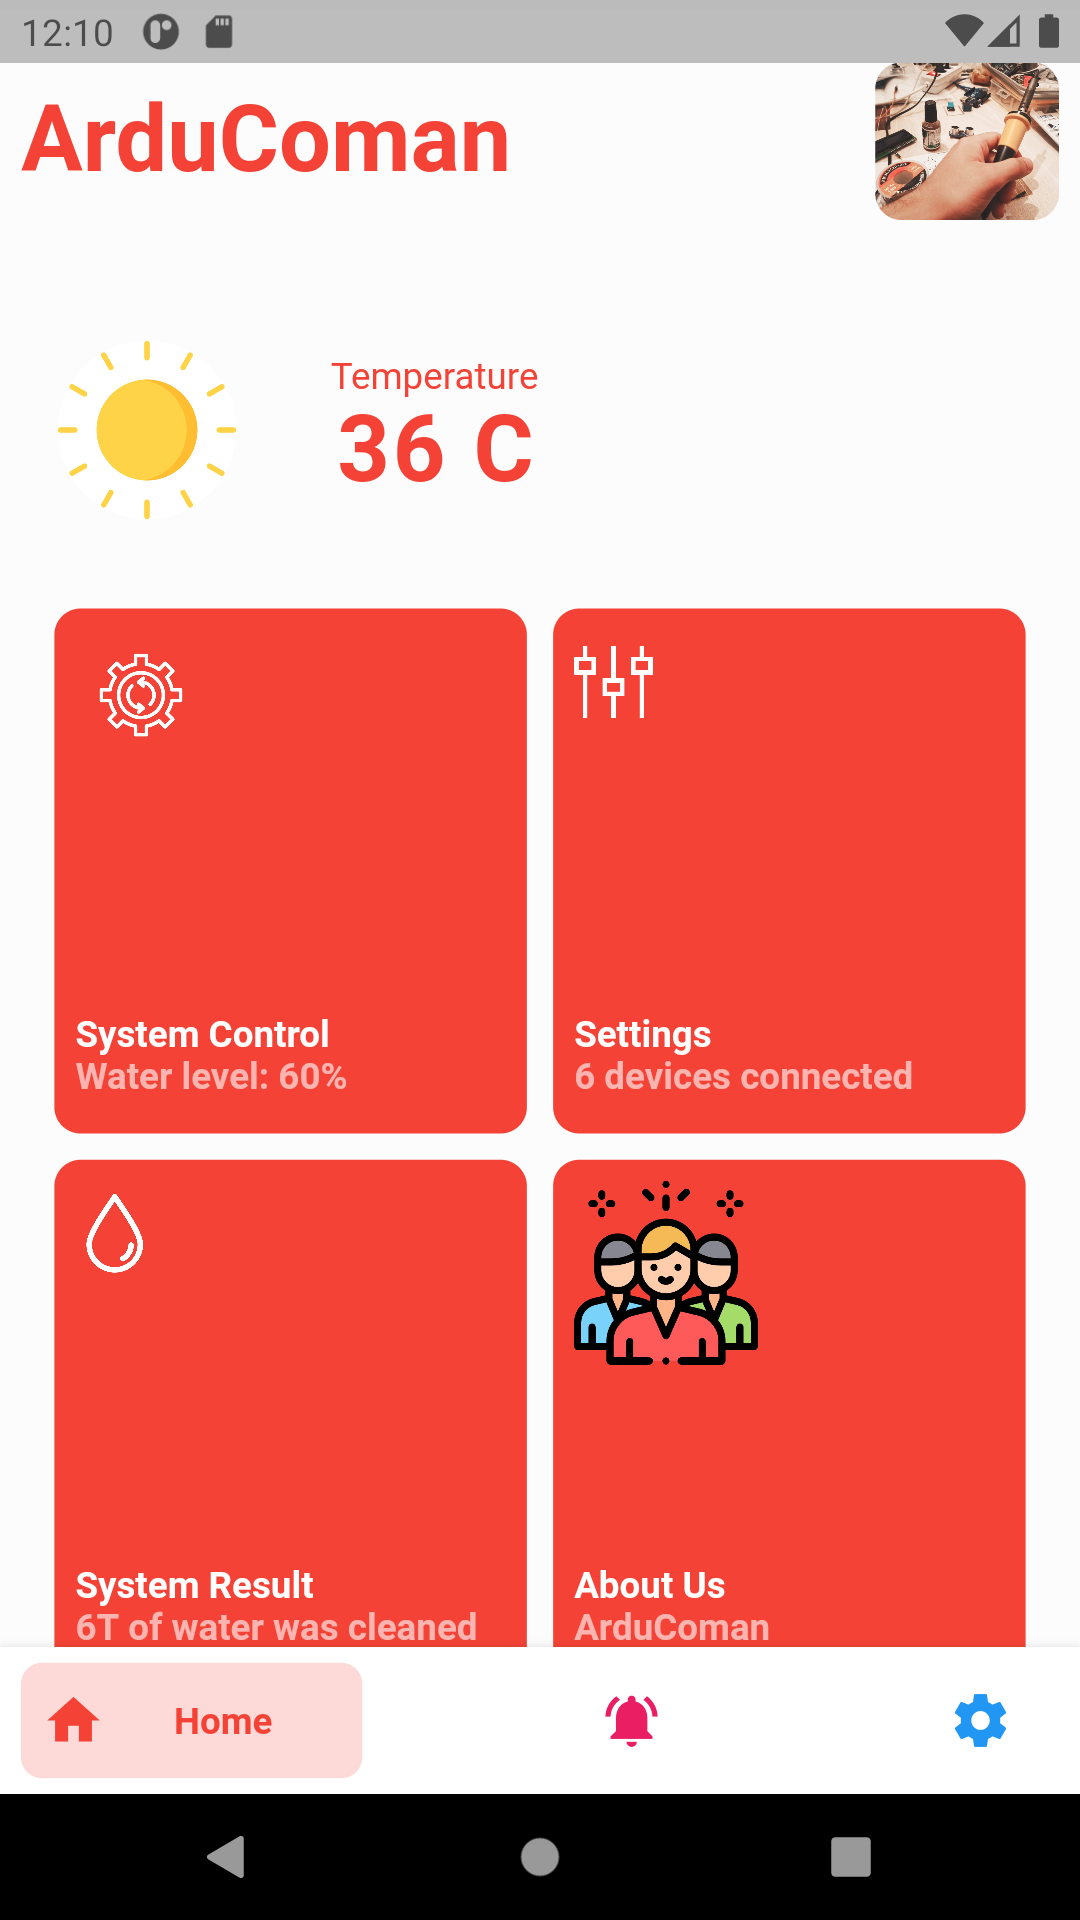 12:10
ArduComan
Temperature
36 C
System Control
Water level: 60%
Settings
6 devices connected
System Result
6T of water was cleaned
About Us
ArduComan
Home